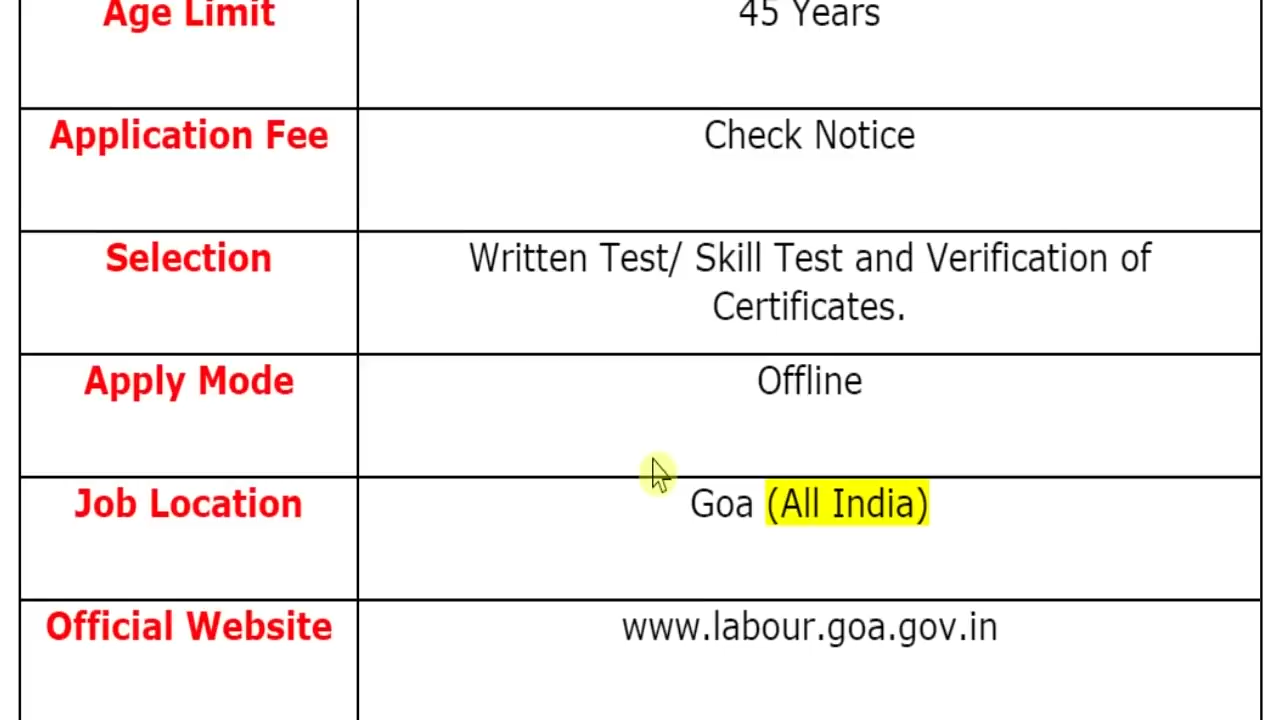 Age Limit
45 Years
Application Fee
Check Notice
Selection
Written Test/ Skill Test and Verification of
Certificates.
Apply Mode
Offline
Job Location
Goa (All India)
Official Website
www.labour.goa.gov.in